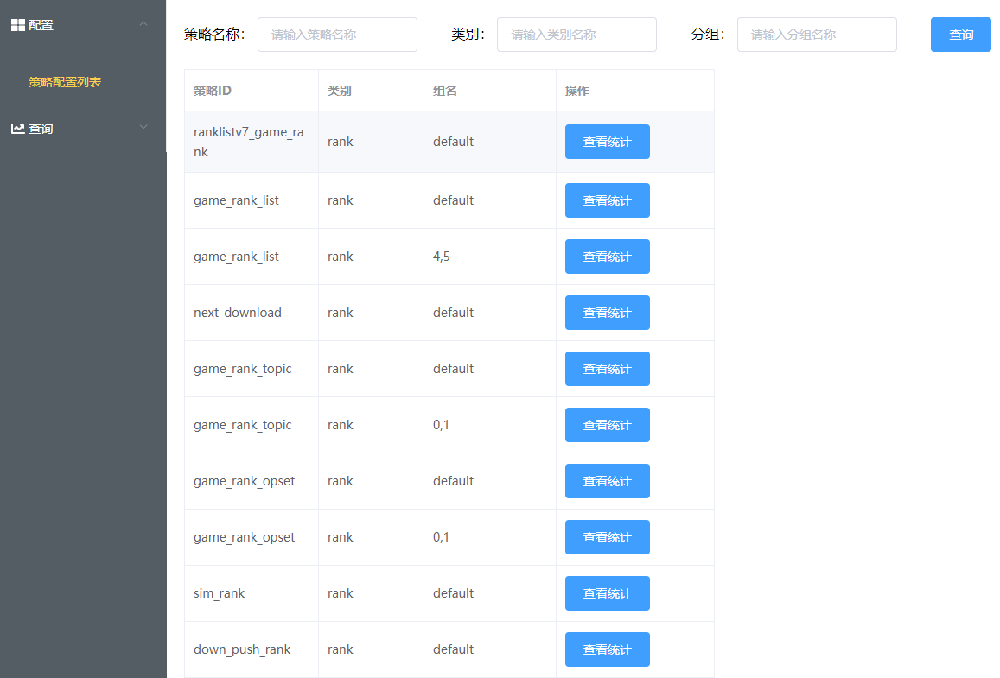 配置
策略配置列表
查询
策略名称： 请输入策略名称 类别： 请输入类别名称 分组： 请输入分组名称 查询
策略ID 类别 组名 操作
ranklistv7_game_ra
nk rank default 查看统计
game_rank_list rank default 查看统计
game_rank_list rank 4,5 查看统计
next_download rank default 查看统计
game_rank_topic rank default 查看统计
game_rank_topic rank 0,1 查看统计
game_rank_opset rank default 查看统计
game_rank_opset rank 0,1 查看统计
sim_rank rank default 查看统计
down_push_rank rank default 查看统计